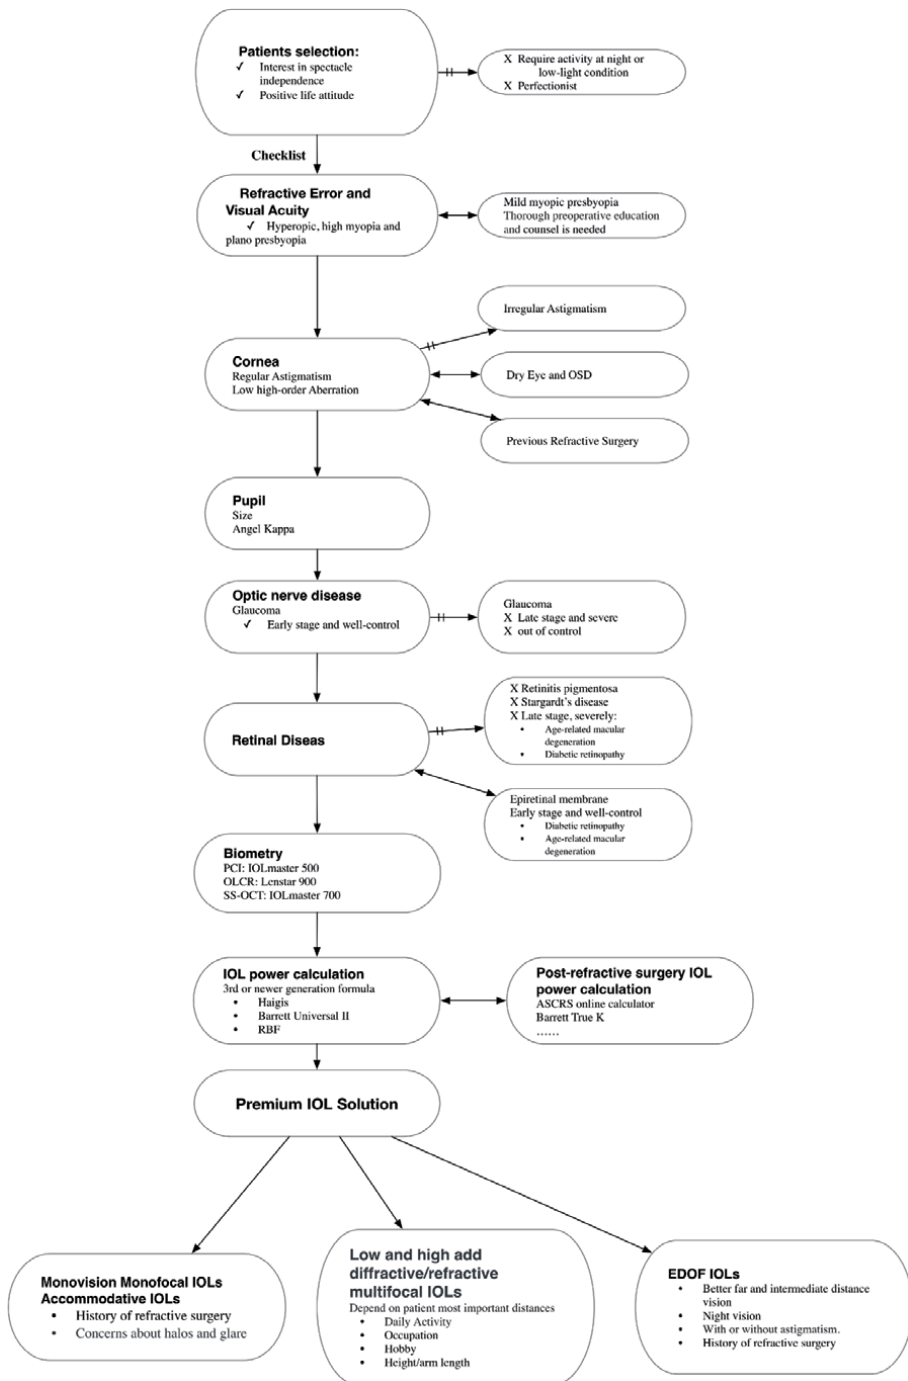 Patients selection:
✓ Interest in spectacle
independence
✓ Positive life attitude
X Require activity at night or
low-light condition
X Perfectionist
Checklist
Refractive Error and
Visual Acuity
✓ Hyperopic, high myopia and
plano presbyopia
Mild myopic presbyopia
Thorough preoperative education
and counsel is needed
Irregular Astigmatism
Cornea
Regular Astigmatism
Low high-order Aberration
Dry Eye and OSD
Previous Refractive Surgery
Pupil
Size
Angel Kappa
Optic nerve disease
Glaucoma
✓ Early stage and well-control
Glaucoma
X Late stage and severe
X out of control
Retinal Diseas
X Retinitis pigmentosa
X Stargardt's disease
X Late stage, severely:
• Age-related macular
degeneration
• Diabetic retinopathy
Epiretinal membrane
Early stage and well-control
• Diabetic retinopathy
• Age-related macular
degeneration
Biometry
PCI: IOLmaster 500
OLCR: Lenstar 900
SS-OCT: IOLmaster 700
IOL power calculation
3rd or newer generation formula
• Haigis
• Barrett Universal II
• RBF
Post-refractive surgery IOL
power calculation
ASCRS online calculator
Barrett True K
……
Premium IOL Solution
Monovision Monofocal IOLs
Accommodative IOLs
• History of refractive surgery
• Concerns about halos and glare
Low and high add
diffractive/refractive
multifocal IOLs
Depend on patient most important distances
• Daily Activity
• Occupation
• Hobby
• Height/arm length
EDOF IOLs
• Better far and intermediate distance
vision
• Night vision
• With or without astigmatism.
• History of refractive surgery